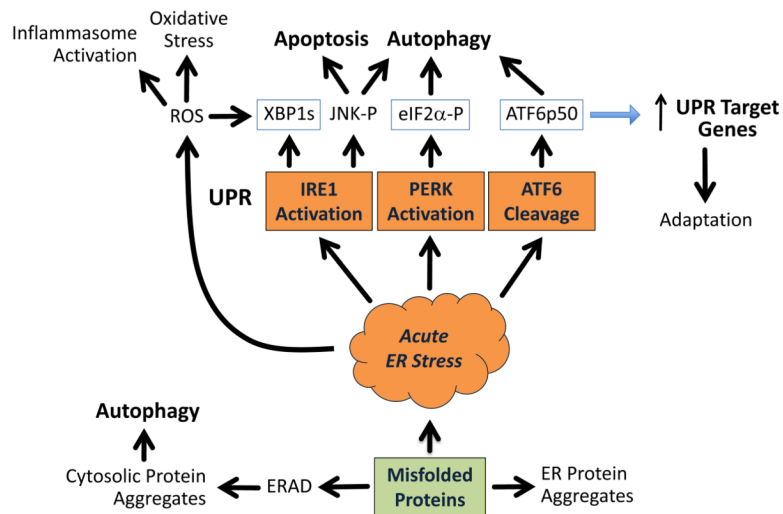 Oxidative
Stress
Inflammasome
Activation
Apoptosis
Autophagy
ROS
XBP1s
JNK-P
eIF2α-P
ATF6p50
UPR Target
Genes
UPR
IRE1
Activation
PERK
Activation
ATF6
Cleavage
Adaptation
Acute
ER Stress
Autophagy
Cytosolic Protein
Aggregates
ERAD
Misfolded
Proteins
ER Protein
Aggregates